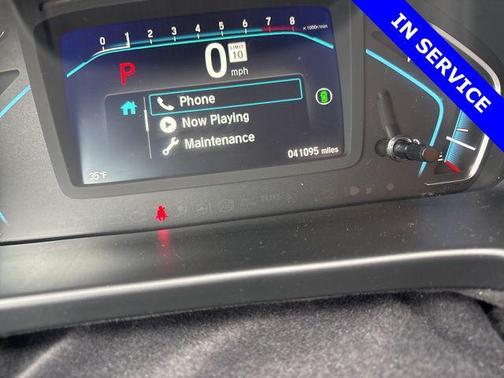 IN SERVICE
0 1 2 3 4 5 6 7 8
x 1000r/min
P 0 LIMIT 10
mph
Phone
Now Playing
Maintenance
35°F
041095 miles